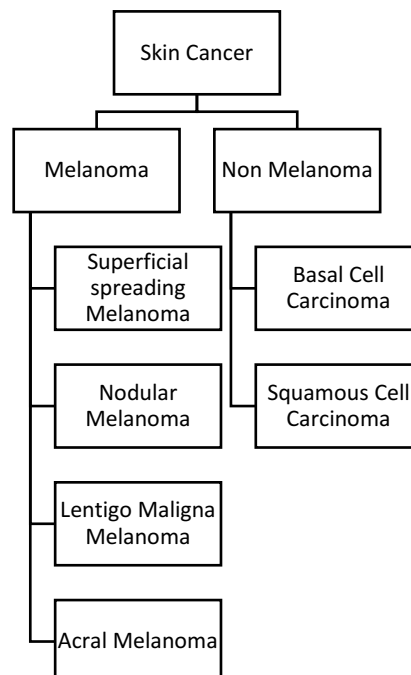 Skin Cancer
Melanoma
Non Melanoma
Superficial
spreading
Melanoma
Basal Cell
Carcinoma
Nodular
Melanoma
Squamous Cell
Carcinoma
Lentigo Maligna
Melanoma
Acral Melanoma